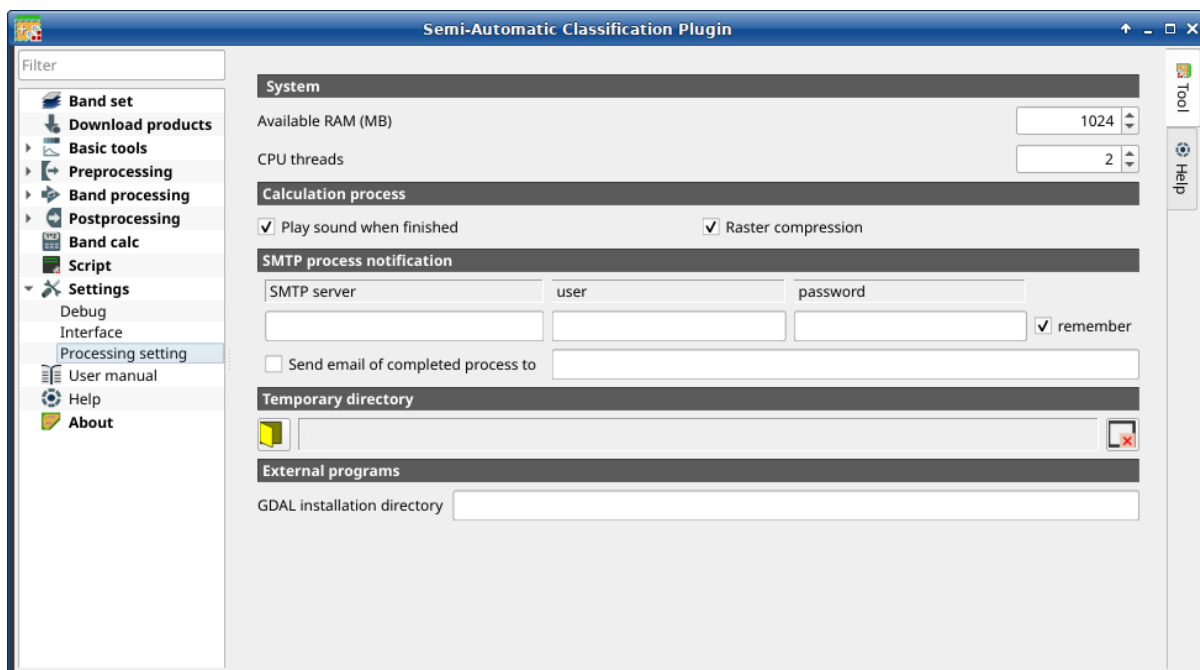 Semi-Automatic Classification Plugin
Filter
Band set
Download products
Basic tools
Preprocessing
Band processing
Postprocessing
Band calc
Script
Settings
Debug
Interface
Processing setting
User manual
Help
About
System
Available RAM (MB) 1024
CPU threads 2
Calculation process
Play sound when finished Raster compression
SMTP process notification
SMTP server user password
remember
Send email of completed process to
Temporary directory
External programs
GDAL installation directory
Tool
Help